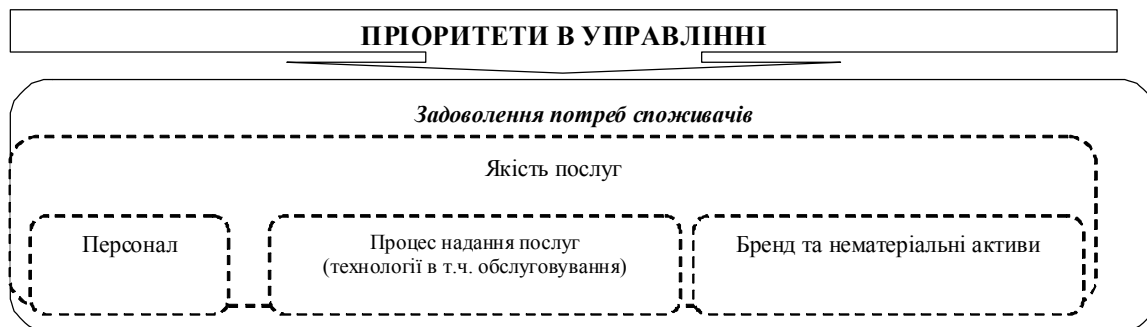 ПРІОРИТЕТИ В УПРАВЛІННІ
Задоволення потреб споживачів
Якість послуг
Персонал
Процес надання послуг
(технології в т.ч. обслуговування)
Бренд та нематеріальні активи